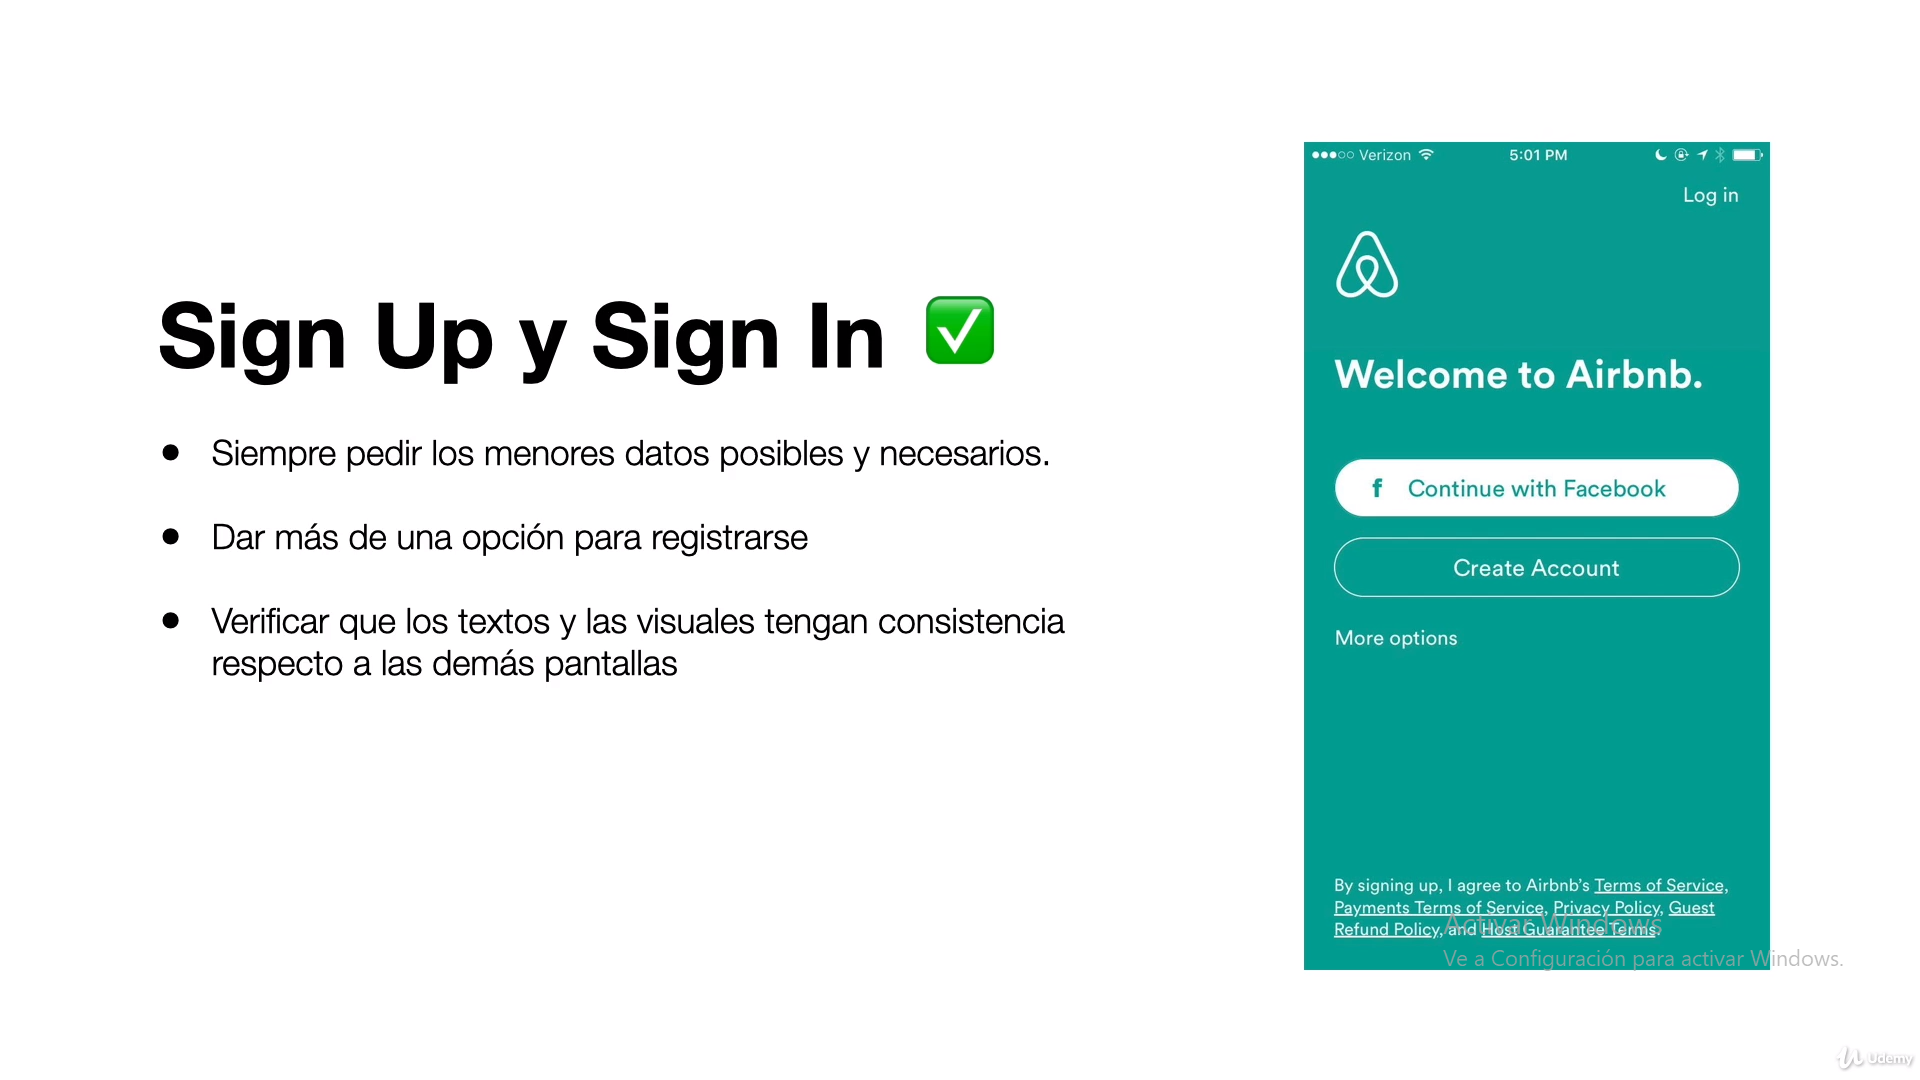 Sign Up y Sign In ✅
• Siempre pedir los menores datos posibles y necesarios.
• Dar más de una opción para registrarse
• Verificar que los textos y las visuales tengan consistencia
respecto a las demás pantallas
Verizon 5:01 PM
Log in
Welcome to Airbnb.
f Continue with Facebook
Create Account
More options
By signing up, I agree to Airbnb's Terms of Service,
Payments Terms of Service, Privacy Policy, Guest
Refund Policy, and Host Guarantee Terms.
Activar Windows
Ve a Configuración para activar Windows.
Udemy